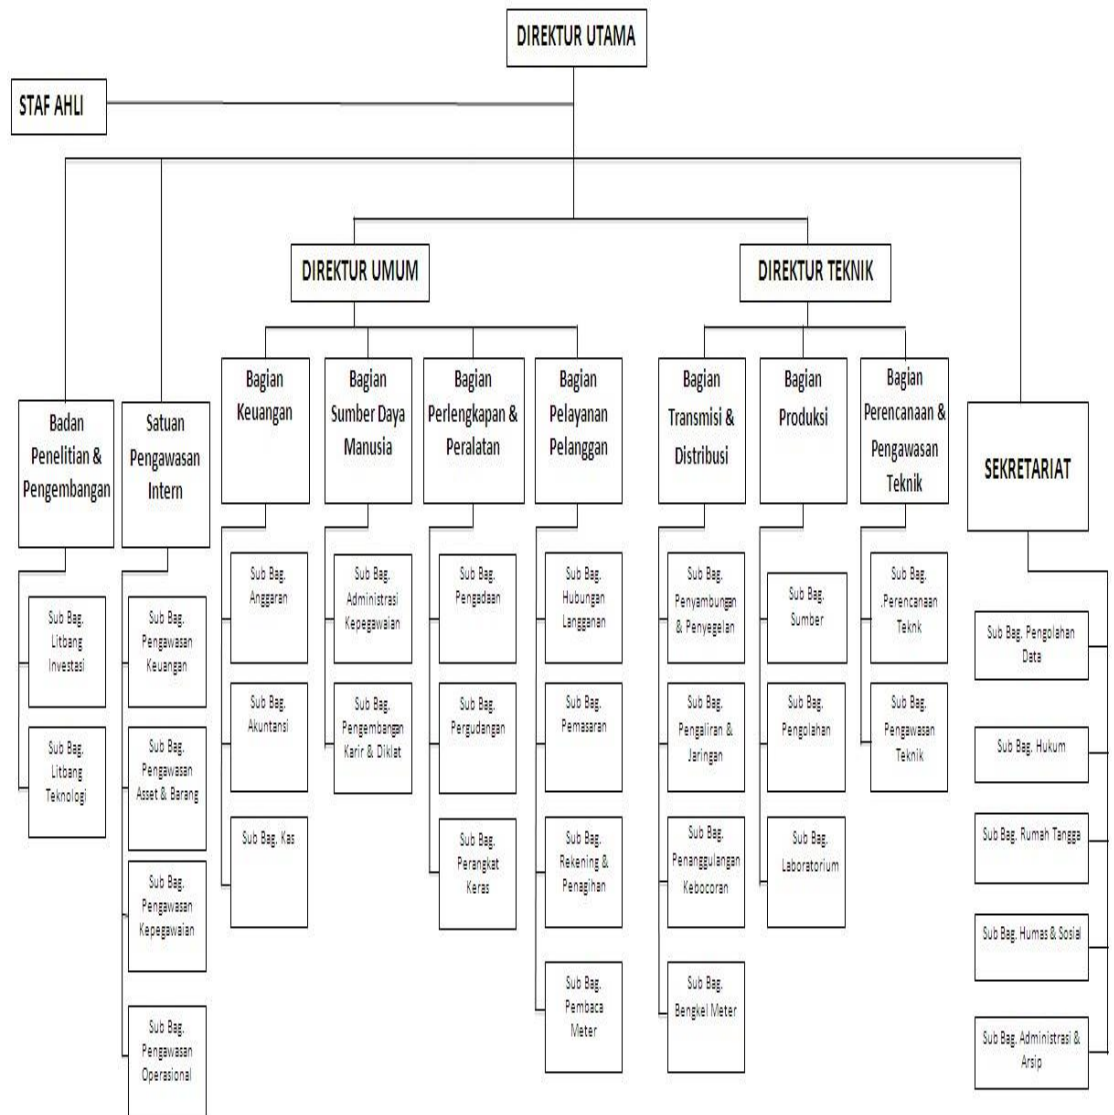 DIREKTUR UTAMA
STAF AHLI
DIREKTUR UMUM
DIREKTUR TEKNIK
Badan
Penelitian &
Pengembangan
Satuan
Pengawasan
Intern
Bagian
Keuangan
Bagian
Sumber Daya
Manusia
Bagian
Perlengkapan &
Peralatan
Bagian
Pelayanan
Pelanggan
Bagian
Transmisi &
Distribusi
Bagian
Produksi
Bagian
Perencanaan &
Pengawasan
Teknik
SEKRETARIAT
Sub Bag.
Litbang
Investasi
Sub Bag.
Litbang
Teknologi
Sub Bag.
Pengawasan
Keuangan
Sub Bag.
Pengawasan
Asset & Barang
Sub Bag.
Pengawasan
Kepegawaian
Sub Bag.
Pengawasan
Operasional
Sub Bag.
Anggaran
Sub Bag.
Akuntansi
Sub Bag. Kas
Sub Bag.
Administrasi
Kepegawaian
Sub Bag.
Pengembangan
Karir & Diklat
Sub Bag.
Pengadaan
Sub Bag.
Pergudangan
Sub Bag.
Perangkat
Keras
Sub Bag.
Hubungan
Langganan
Sub Bag.
Pemasaran
Sub Bag.
Rekening &
Penagihan
Sub Bag.
Pembaca
Meter
Sub Bag.
Penyambungan
& Penyegelan
Sub Bag.
Pengaliran &
Jaringan
Sub Bag.
Penanggulangan
Kebocoran
Sub Bag.
Bengkel Meter
Sub Bag.
Sumber
Sub Bag.
Pengolahan
Sub Bag.
Laboratorium
Sub Bag.
.Perencanaan
Teknk
Sub Bag.
Pengawasan
Teknik
Sub Bag. Pengolahan
Data
Sub Bag. Hukum
Sub Bag. Rumah Tangga
Sub Bag. Humas & Sosial
Sub Bag. Administrasi &
Arsip